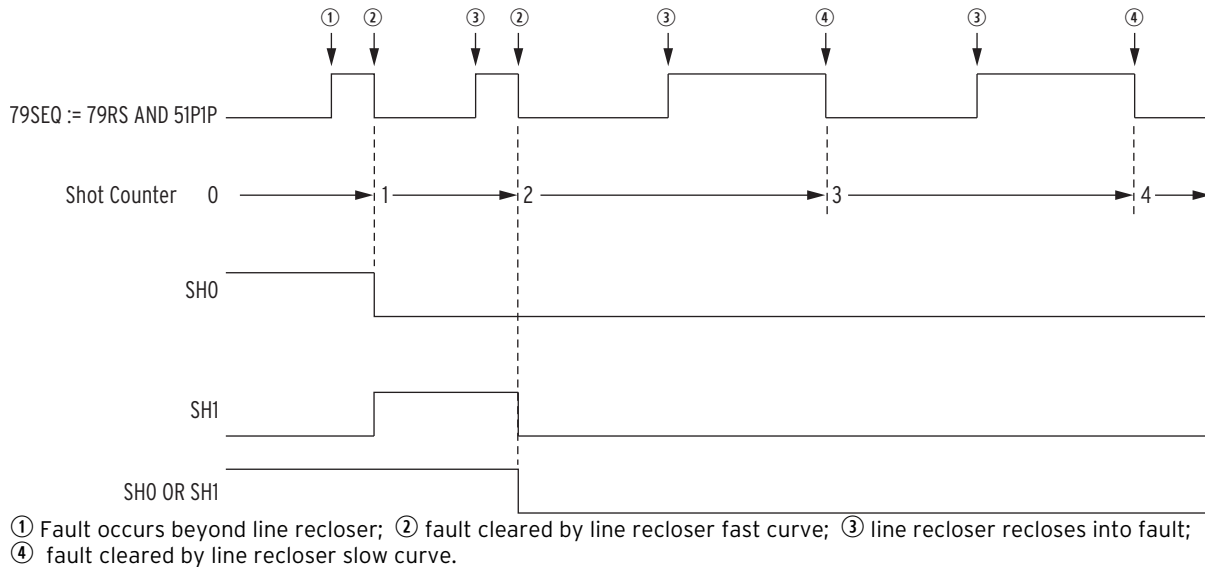 ① ② ③ ② ③ ④ ③ ④
79SEQ := 79RS AND 51P1P
Shot Counter 0 1 2 3 4
SH0
SH1
SH0 OR SH1
① Fault occurs beyond line recloser; ② fault cleared by line recloser fast curve; ③ line recloser recloses into fault;
④ fault cleared by line recloser slow curve.